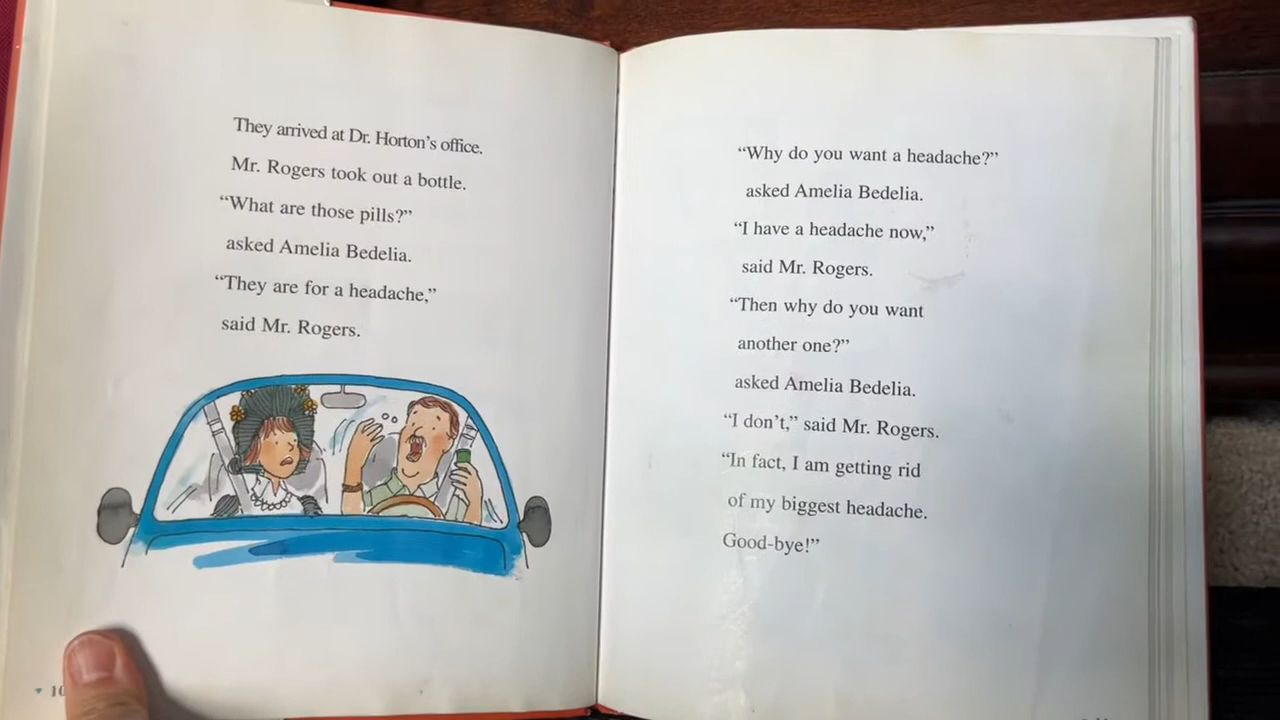 They arrived at Dr. Horton's office.
Mr. Rogers took out a bottle.
“What are those pills?”
asked Amelia Bedelia.
“They are for a headache,”
said Mr. Rogers.
10
“Why do you want a headache?”
asked Amelia Bedelia.
“I have a headache now,”
said Mr. Rogers.
“Then why do you want
another one?”
asked Amelia Bedelia.
“I don't,” said Mr. Rogers.
“In fact, I am getting rid
of my biggest headache.
Good-bye!”